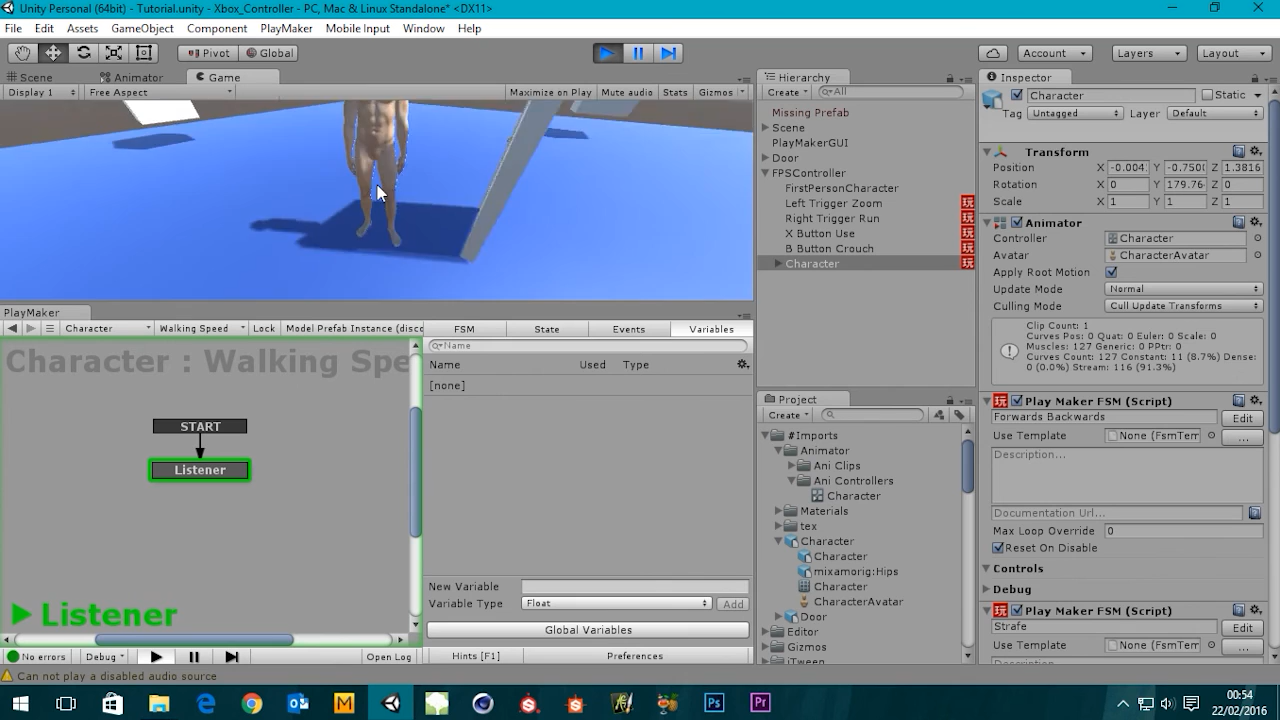 Unity Personal (64bit) - Tutorial.unity - Xbox_Controller - PC, Mac & Linux Standalone* <DX11>
File Edit Assets GameObject Component PlayMaker Mobile Input Window Help
Pivot Global Account Layers Layout
Scene Animator Game
Display 1 Free Aspect Maximize on Play Mute audio Stats Gizmos
PlayMaker
Character Walking Speed Lock Model Prefab Instance (disc
Character : Walking Spe
START
Listener
Listener
No errors Debug Open Log
FSM State Events Variables
Name
Name Used Type
[none]
New Variable
Variable Type Float Add
Global Variables
Hints [F1] Preferences
Can not play a disabled audio source
Hierarchy
Create All
Missing Prefab
Scene
PlayMakerGUI
Door
FPSController
FirstPersonCharacter
Left Trigger Zoom
Right Trigger Run
X Button Use
B Button Crouch
Character
Project
Create
#Imports
Animator
Ani Clips
Ani Controllers
Character
Materials
tex
Character
Character
mixamorig:Hips
Character
CharacterAvatar
Door
Editor
Gizmos
iTween
Inspector
Character Static
Tag Untagged Layer Default
Transform
Position X -0.004 Y -0.750 Z 1.3816
Rotation X 0 Y 179.76 Z 0
Scale X 1 Y 1 Z 1
Animator
Controller Character
Avatar CharacterAvatar
Apply Root Motion
Update Mode Normal
Culling Mode Cull Update Transforms
Clip Count: 1
Curves Pos: 0 Quat: 0 Euler: 0 Scale: 0
Muscles: 127 Generic: 0 PPtr: 0
Curves Count: 127 Constant: 11 (8.7%) Dense:
0 (0.0%) Stream: 116 (91.3%)
Play Maker FSM (Script)
Forwards Backwards Edit
Use Template None (FsmTem ...
Description...
Documentation Url...
Max Loop Override 0
Reset On Disable
Controls
Debug
Play Maker FSM (Script)
Strafe Edit
Use Template None (FsmTem ...
00:54
22/02/2016